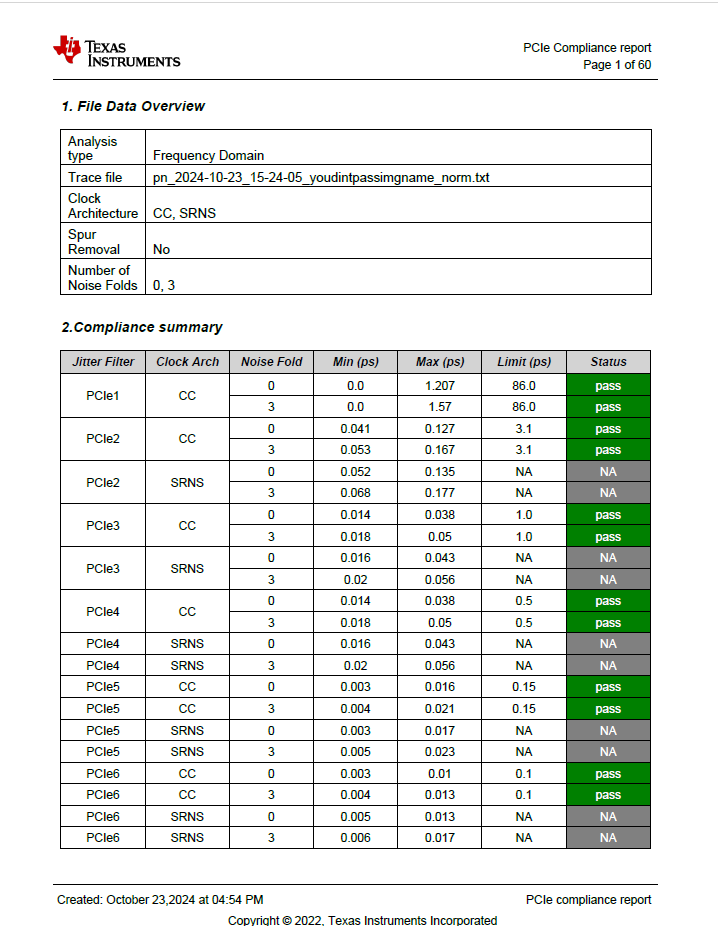 TEXAS
INSTRUMENTS
PCIe Compliance report
Page 1 of 60
1. File Data Overview
Analysis
type Frequency Domain
Trace file pn_2024-10-23_15-24-05_youdintpassimgname_norm.txt
Clock
Architecture CC, SRNS
Spur
Removal No
Number of
Noise Folds 0, 3
2.Compliance summary
Jitter Filter Clock Arch Noise Fold Min (ps) Max (ps) Limit (ps) Status
PCIe1 CC 0 0.0 1.207 86.0 pass
3 0.0 1.57 86.0 pass
PCIe2 CC 0 0.041 0.127 3.1 pass
3 0.053 0.167 3.1 pass
PCIe2 SRNS 0 0.052 0.135 NA NA
3 0.068 0.177 NA NA
PCIe3 CC 0 0.014 0.038 1.0 pass
3 0.018 0.05 1.0 pass
PCIe3 SRNS 0 0.016 0.043 NA NA
3 0.02 0.056 NA NA
PCIe4 CC 0 0.014 0.038 0.5 pass
3 0.018 0.05 0.5 pass
PCIe4 SRNS 0 0.016 0.043 NA NA
PCIe4 SRNS 3 0.02 0.056 NA NA
PCIe5 CC 0 0.003 0.016 0.15 pass
PCIe5 CC 3 0.004 0.021 0.15 pass
PCIe5 SRNS 0 0.003 0.017 NA NA
PCIe5 SRNS 3 0.005 0.023 NA NA
PCIe6 CC 0 0.003 0.01 0.1 pass
PCIe6 CC 3 0.004 0.013 0.1 pass
PCIe6 SRNS 0 0.005 0.013 NA NA
PCIe6 SRNS 3 0.006 0.017 NA NA
Created: October 23,2024 at 04:54 PM PCIe compliance report
Copyright © 2022, Texas Instruments Incorporated